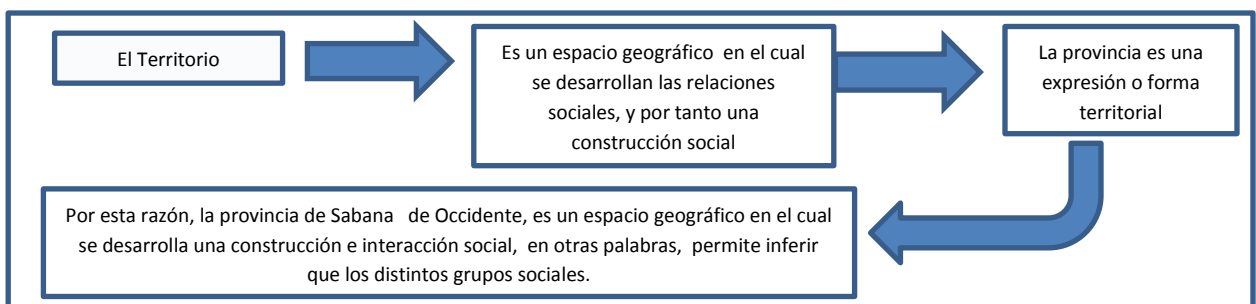 El Territorio
Es un espacio geográfico en el cual
se desarrollan las relaciones
sociales, y por tanto una
construcción social
La provincia es una
expresión o forma
territorial
Por esta razón, la provincia de Sabana de Occidente, es un espacio geográfico en el cual
se desarrolla una construcción e interacción social, en otras palabras, permite inferir
que los distintos grupos sociales.